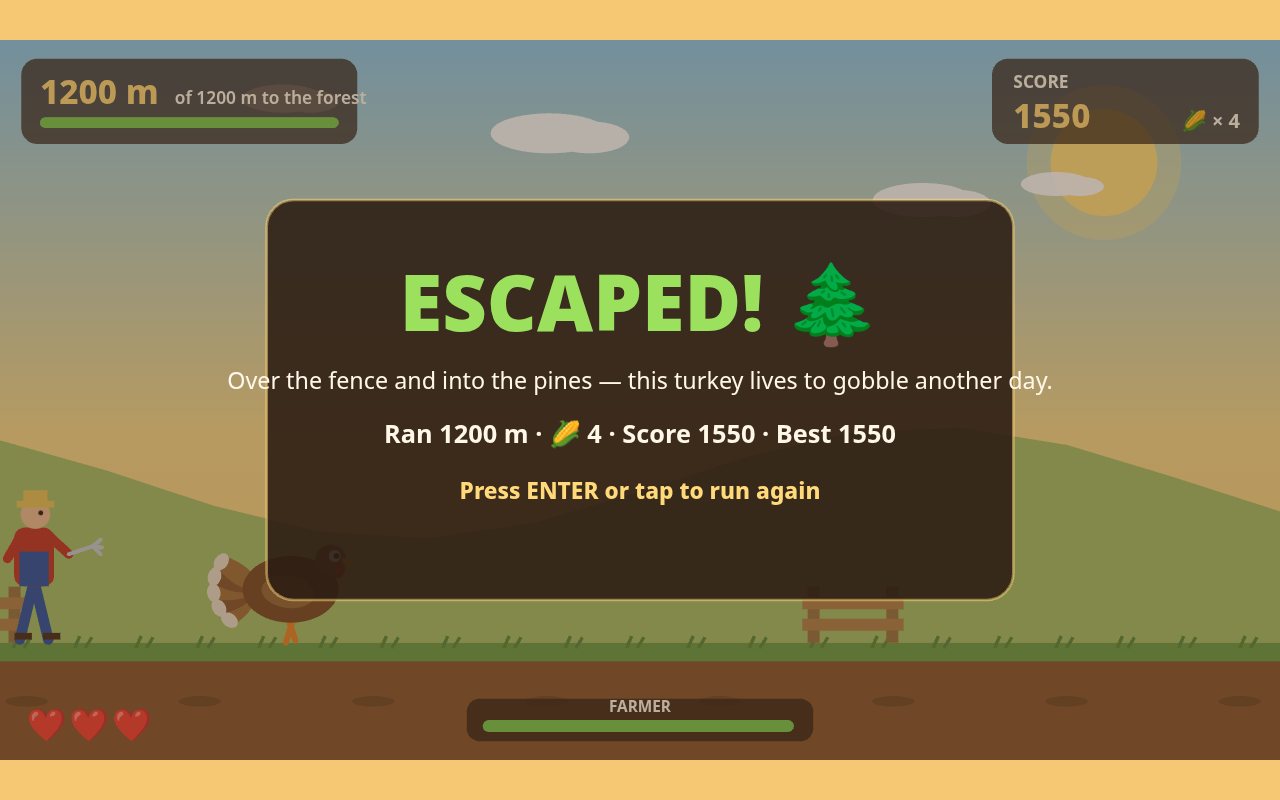 1200 m of 1200 m to the forest
SCORE
1550
× 4
ESCAPED!
Over the fence and into the pines — this turkey lives to gobble another day.
Ran 1200 m · 🌽 4 · Score 1550 · Best 1550
Press ENTER or tap to run again
FARMER